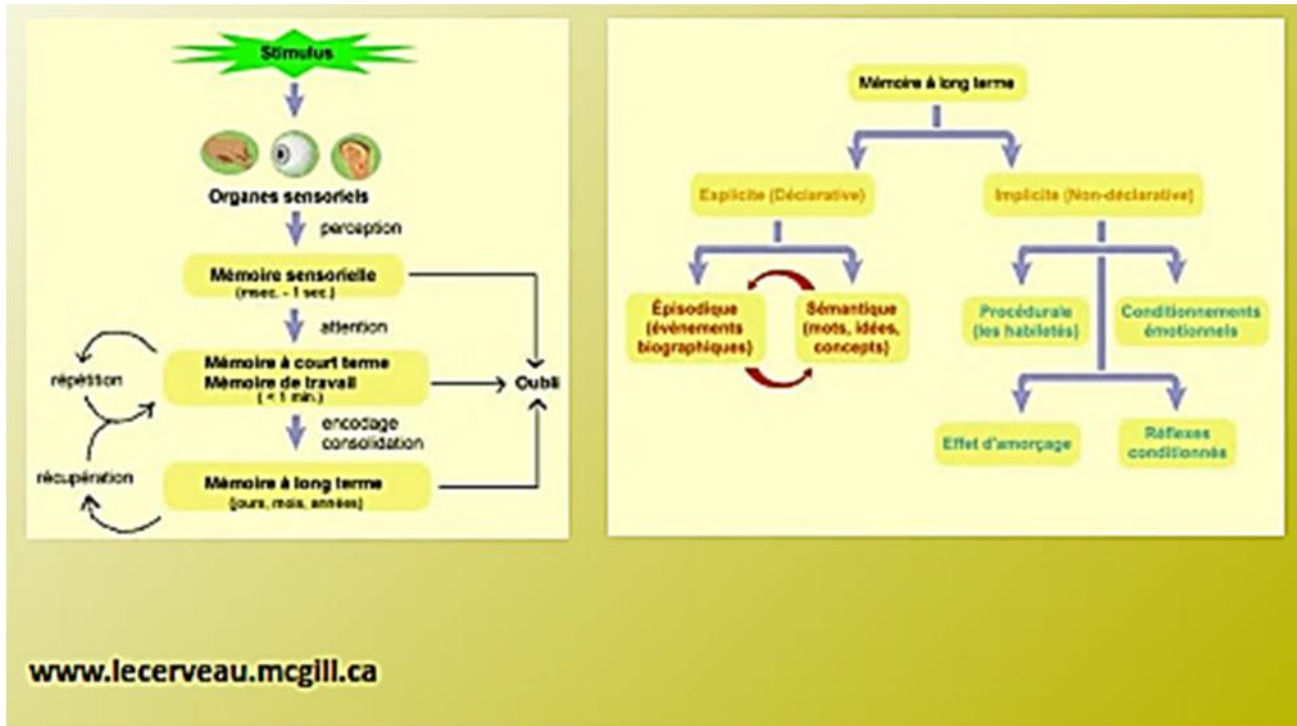 Stimulus
Organes sensoriels
perception
Mémoire sensorielle
(msec. - 1 sec.)
attention
Mémoire à court terme
Mémoire de travail
( < 1 min.)
répétition
Oubli
encodage
consolidation
récupération
Mémoire à long terme
(jours, mois, années)
Mémoire à long terme
Explicite (Déclarative)
Implicite (Non-déclarative)
Épisodique
(évènements
biographiques)
Sémantique
(mots, idées,
concepts)
Procédurale
(les habiletés)
Conditionnements
émotionnels
Effet d'amorçage
Réflexes
conditionnés
www.lecerveau.mcgill.ca